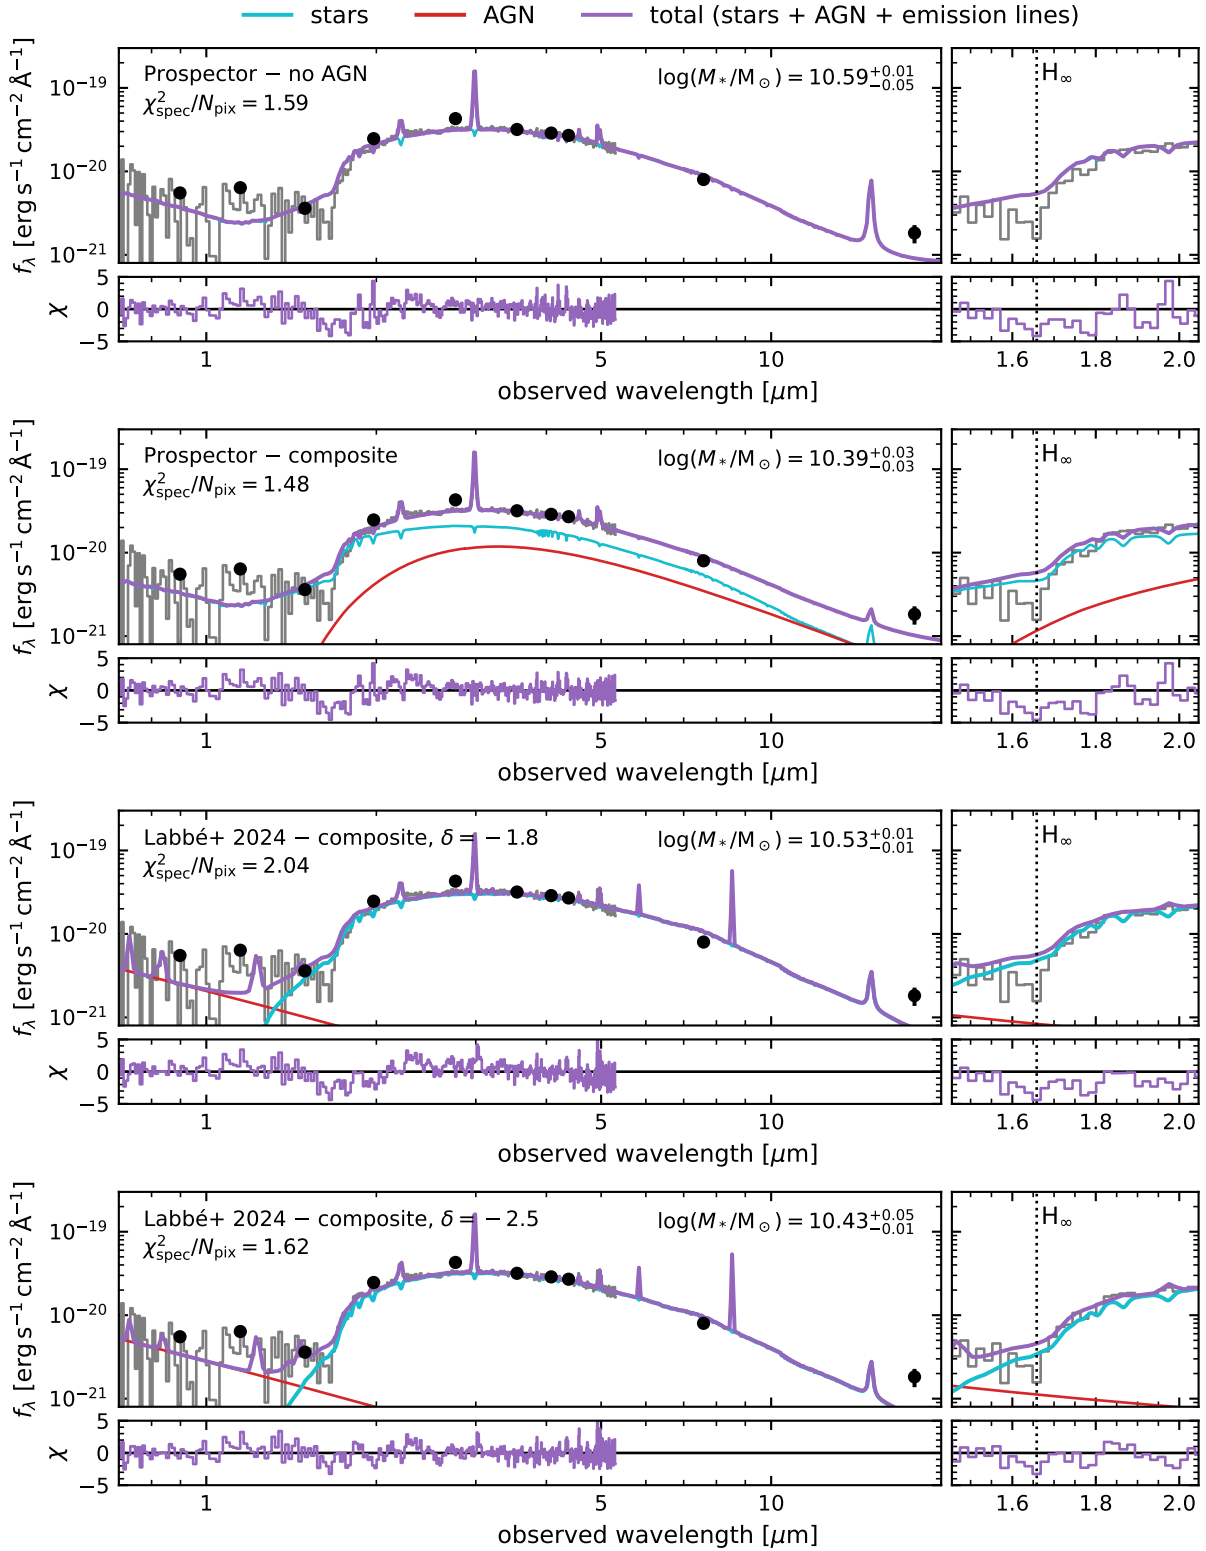 stars AGN total (stars + AGN + emission lines)
Prospector − no AGN log(M∗/M⊙) = 10.59 +0.01 −0.05 H∞
χ²spec/Npix = 1.59
10−19
10−20
10−21
fλ [erg s−1 cm−2 Å−1]
5
0
−5
χ
1 5 10 1.6 1.8 2.0
observed wavelength [μm]
Prospector − composite log(M∗/M⊙) = 10.39 +0.03 −0.03 H∞
χ²spec/Npix = 1.48
10−19
10−20
10−21
fλ [erg s−1 cm−2 Å−1]
5
0
−5
χ
1 5 10 1.6 1.8 2.0
observed wavelength [μm]
Labbé+ 2024 − composite, δ = −1.8 log(M∗/M⊙) = 10.53 +0.01 −0.01 H∞
χ²spec/Npix = 2.04
10−19
10−20
10−21
fλ [erg s−1 cm−2 Å−1]
5
0
−5
χ
1 5 10 1.6 1.8 2.0
observed wavelength [μm]
Labbé+ 2024 − composite, δ = −2.5 log(M∗/M⊙) = 10.43 +0.05 −0.01 H∞
χ²spec/Npix = 1.62
10−19
10−20
10−21
fλ [erg s−1 cm−2 Å−1]
5
0
−5
χ
1 5 10 1.6 1.8 2.0
observed wavelength [μm]